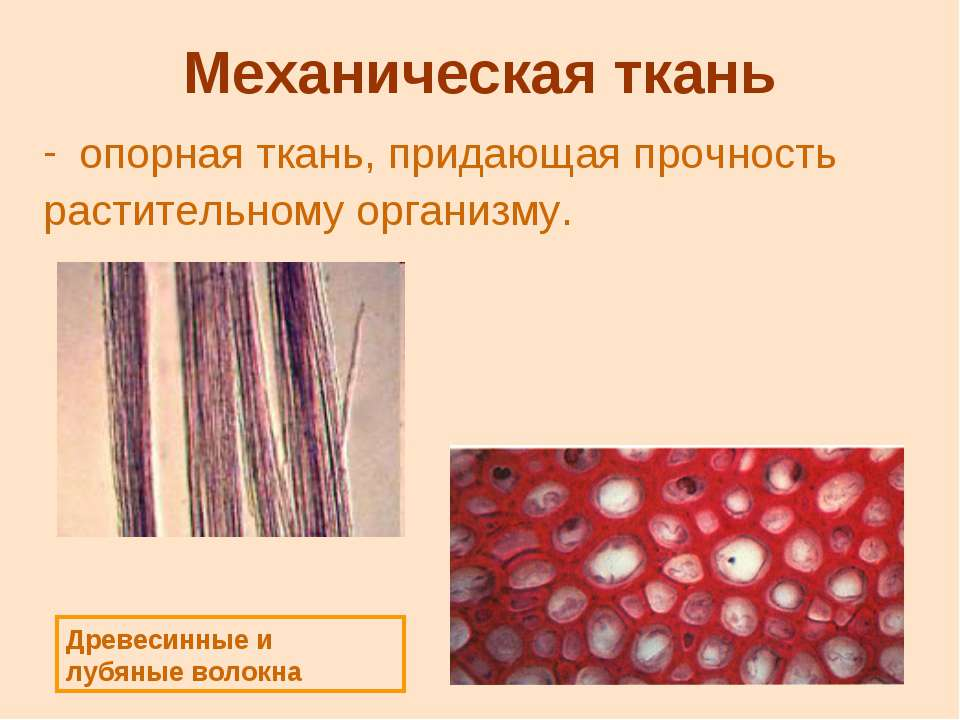 Механическая ткань
- опорная ткань, придающая прочность
растительному организму.
Древесинные и
лубяные волокна